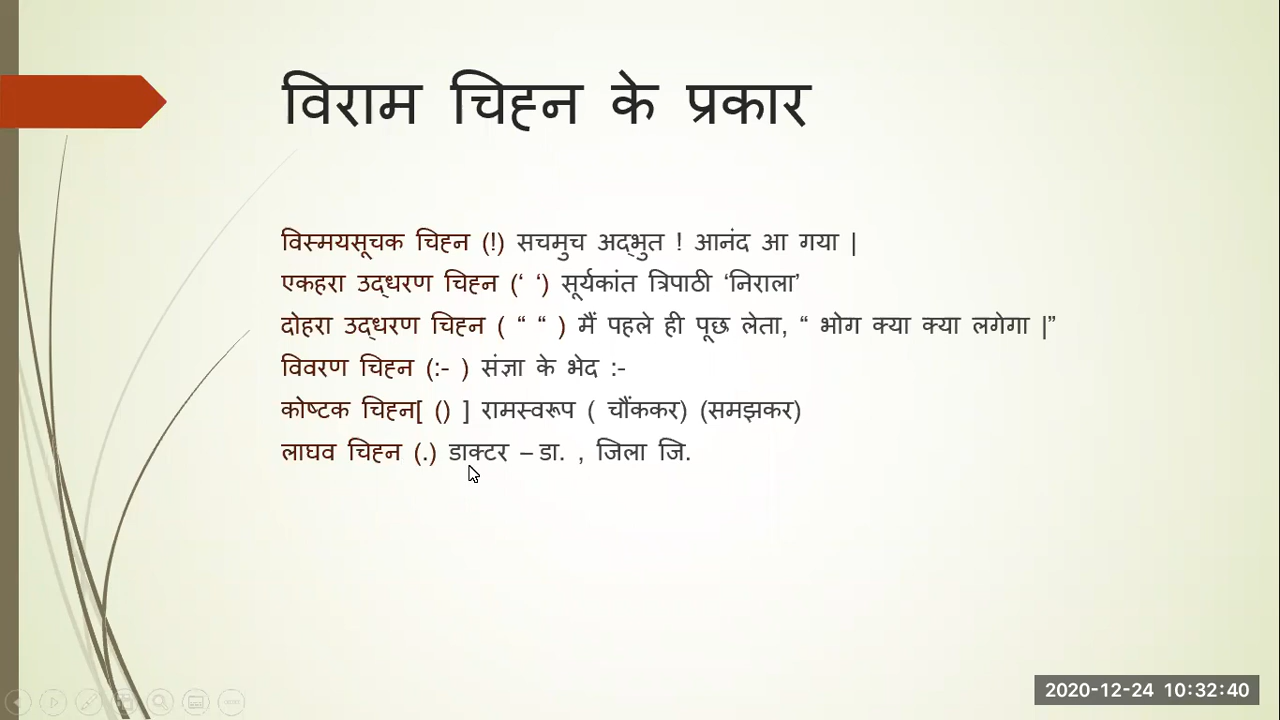 विराम चिह्न के प्रकार
विस्मयसूचक चिह्न (!) सचमुच अद्भुत ! आनंद आ गया |
एकहरा उद्धरण चिह्न (‘ ‘) सूर्यकांत त्रिपाठी ‘निराला’
दोहरा उद्धरण चिह्न ( “ “ ) मैं पहले ही पूछ लेता, “ भोग क्या क्या लगेगा |”
विवरण चिह्न (:- ) संज्ञा के भेद :-
कोष्टक चिह्न[ () ] रामस्वरूप ( चौंककर) (समझकर)
लाघव चिह्न (.) डाक्टर – डा. , जिला जि.
2020-12-24 10:32:40